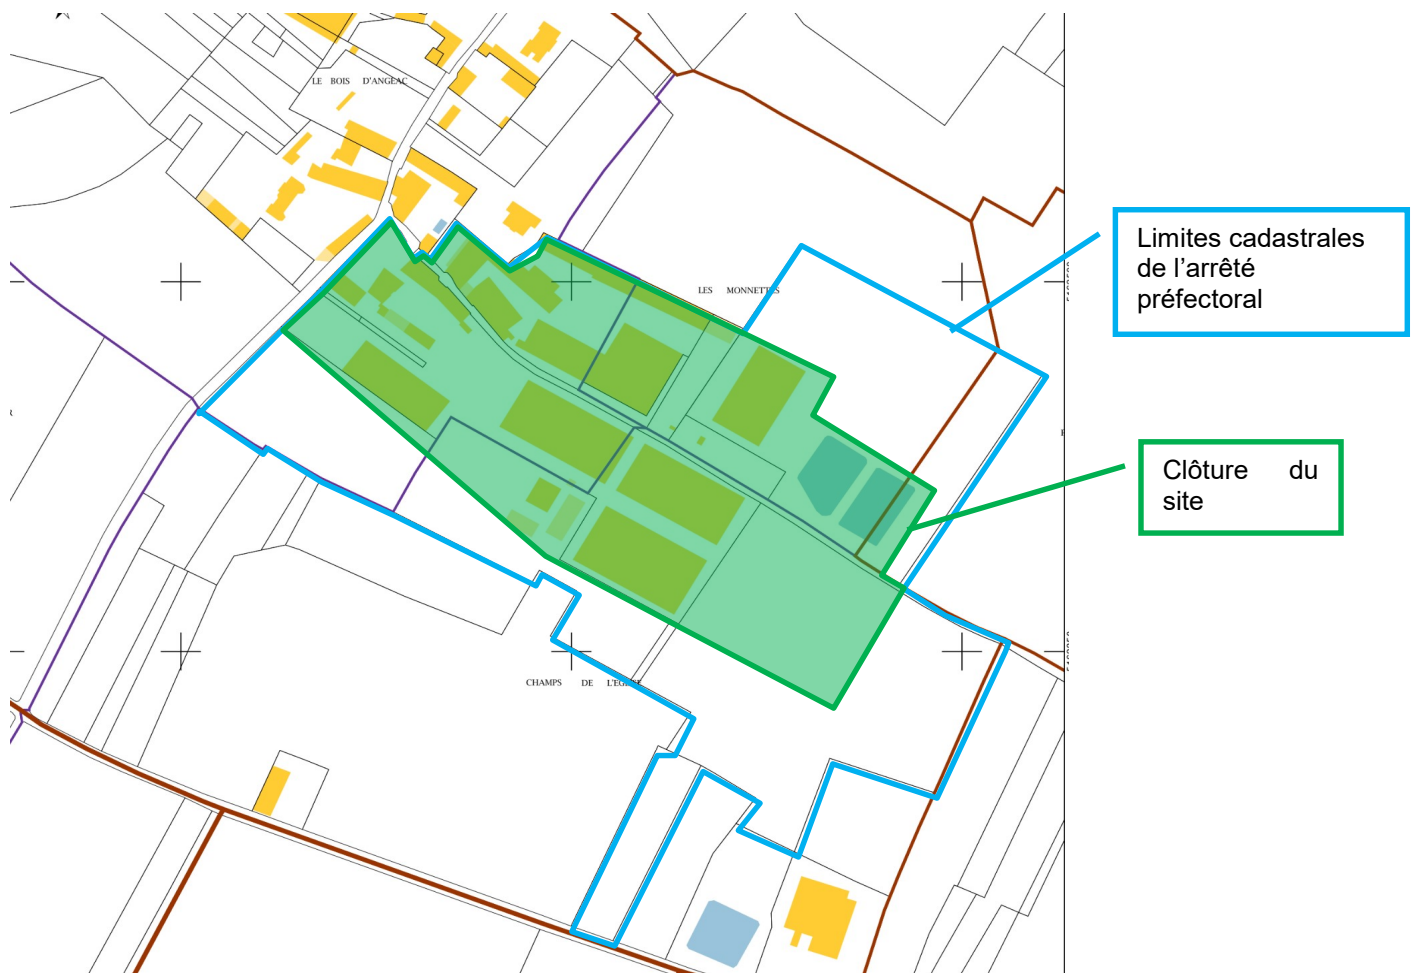 LE BOIS D'ANGEAC
Limites cadastrales
de l'arrêté
préfectoral
LES MONNETTES
Clôture du
site
CHAMPS DE L'EGLISE